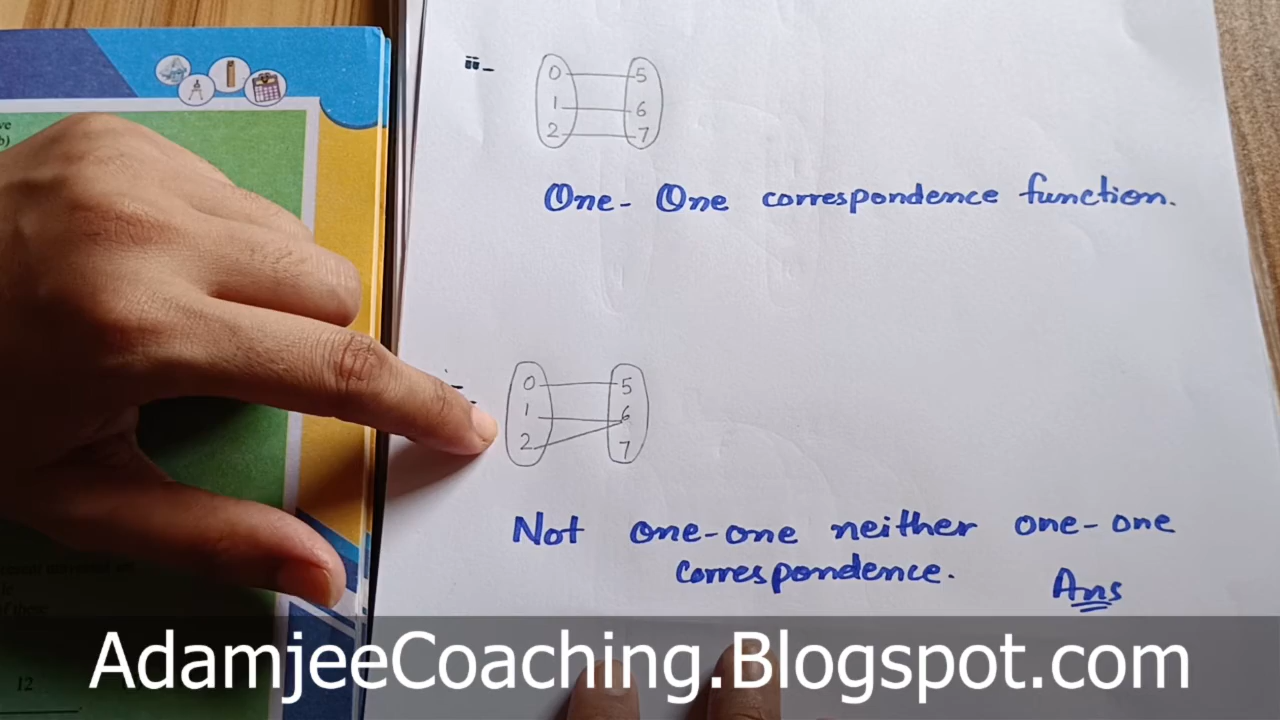 ii-
0 5
1 6
2 7
One-One correspondence function.
0 5
1 6
2 7
Not one-one neither one-one
correspondence.
Ans
12
AdamjeeCoaching.Blogspot.com